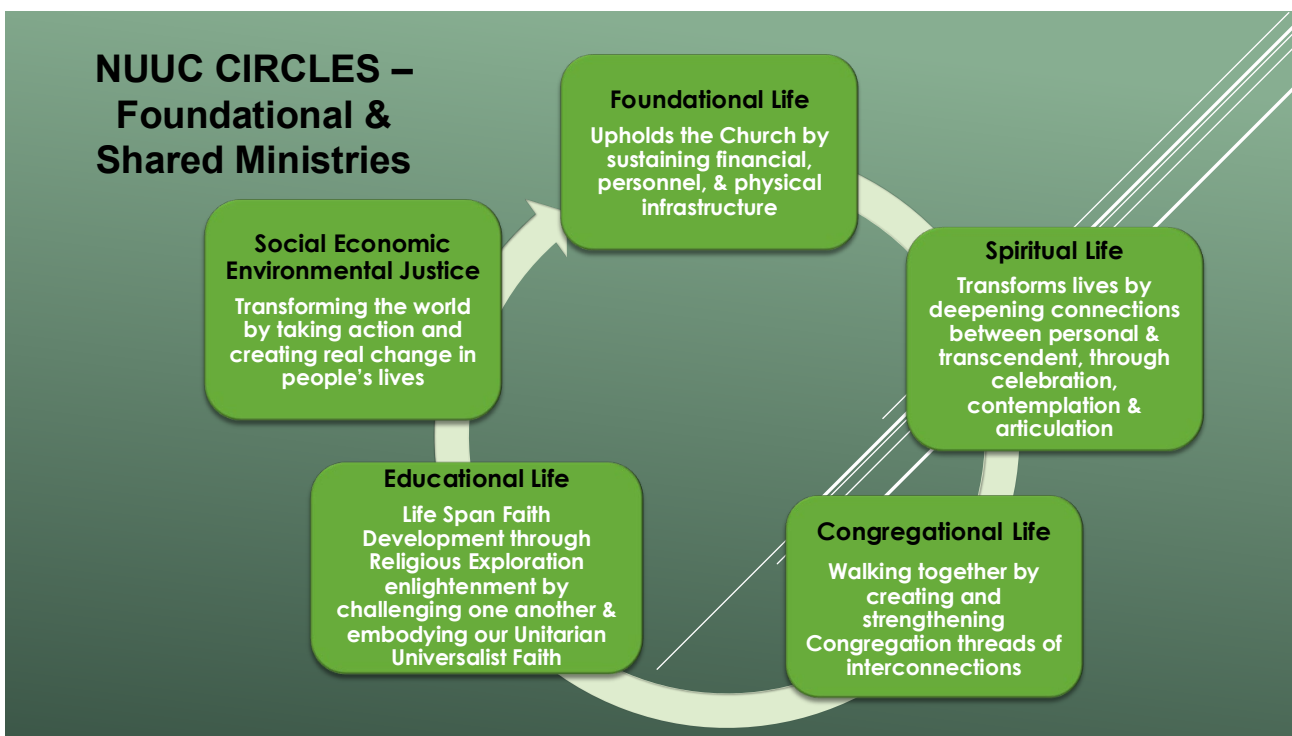 NUUC CIRCLES –
Foundational &
Shared Ministries
Foundational Life
Upholds the Church by
sustaining financial,
personnel, & physical
infrastructure
Spiritual Life
Transforms lives by
deepening connections
between personal &
transcendent, through
celebration,
contemplation &
articulation
Congregational Life
Walking together by
creating and
strengthening
Congregation threads of
interconnections
Educational Life
Life Span Faith
Development through
Religious Exploration
enlightenment by
challenging one another &
embodying our Unitarian
Universalist Faith
Social Economic
Environmental Justice
Transforming the world
by taking action and
creating real change in
people’s lives